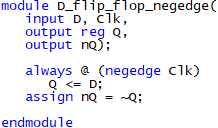 module D_flip_flop_negedge(
input D, Clk,
output reg Q,
output nQ);
always @ (negedge Clk)
Q <= D;
assign nQ = ~Q;
endmodule